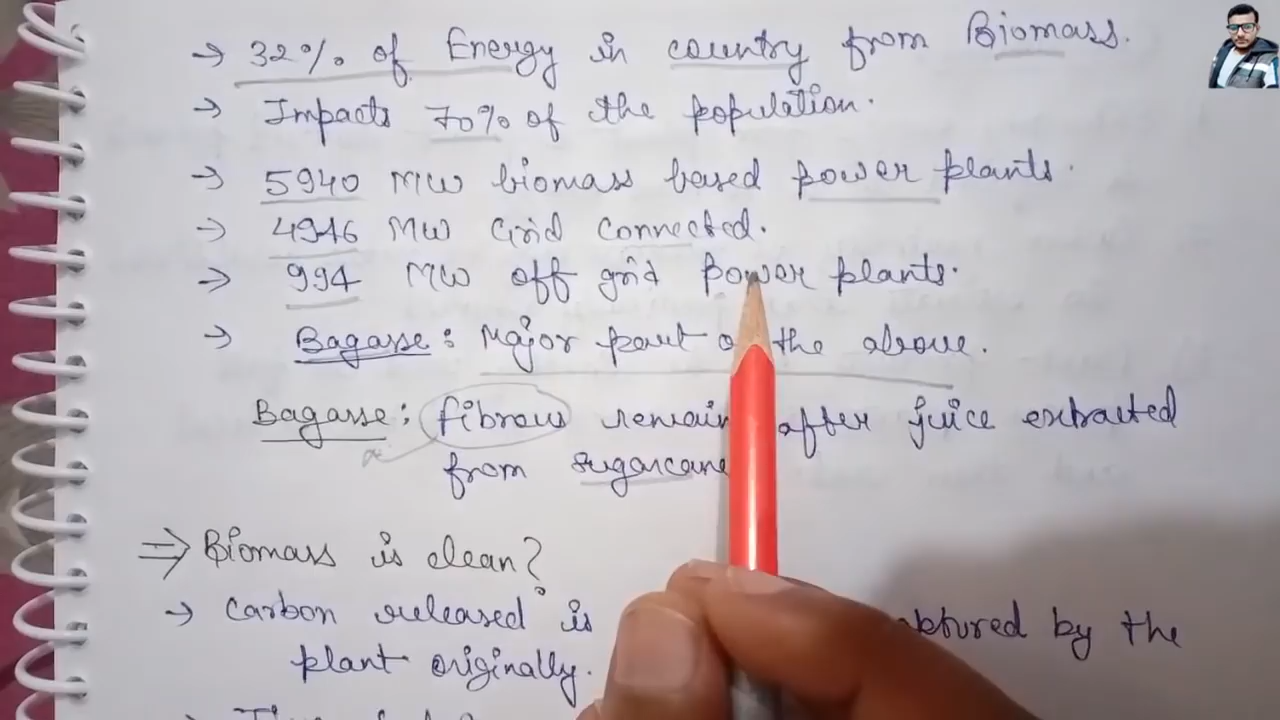 → 32% of Energy in country from Biomass.
→ Impacts 70% of the population.
→ 5940 MW biomass based power plants.
→ 4946 MW Grid connected.
→ 994 MW off grid power plants.
→ Bagasse: Major part o the above.
Bagasse: fibrous remain after juice extracted
from sugarcane
⇒ Biomass is clean?
→ Carbon released is ptured by the
plant originally.